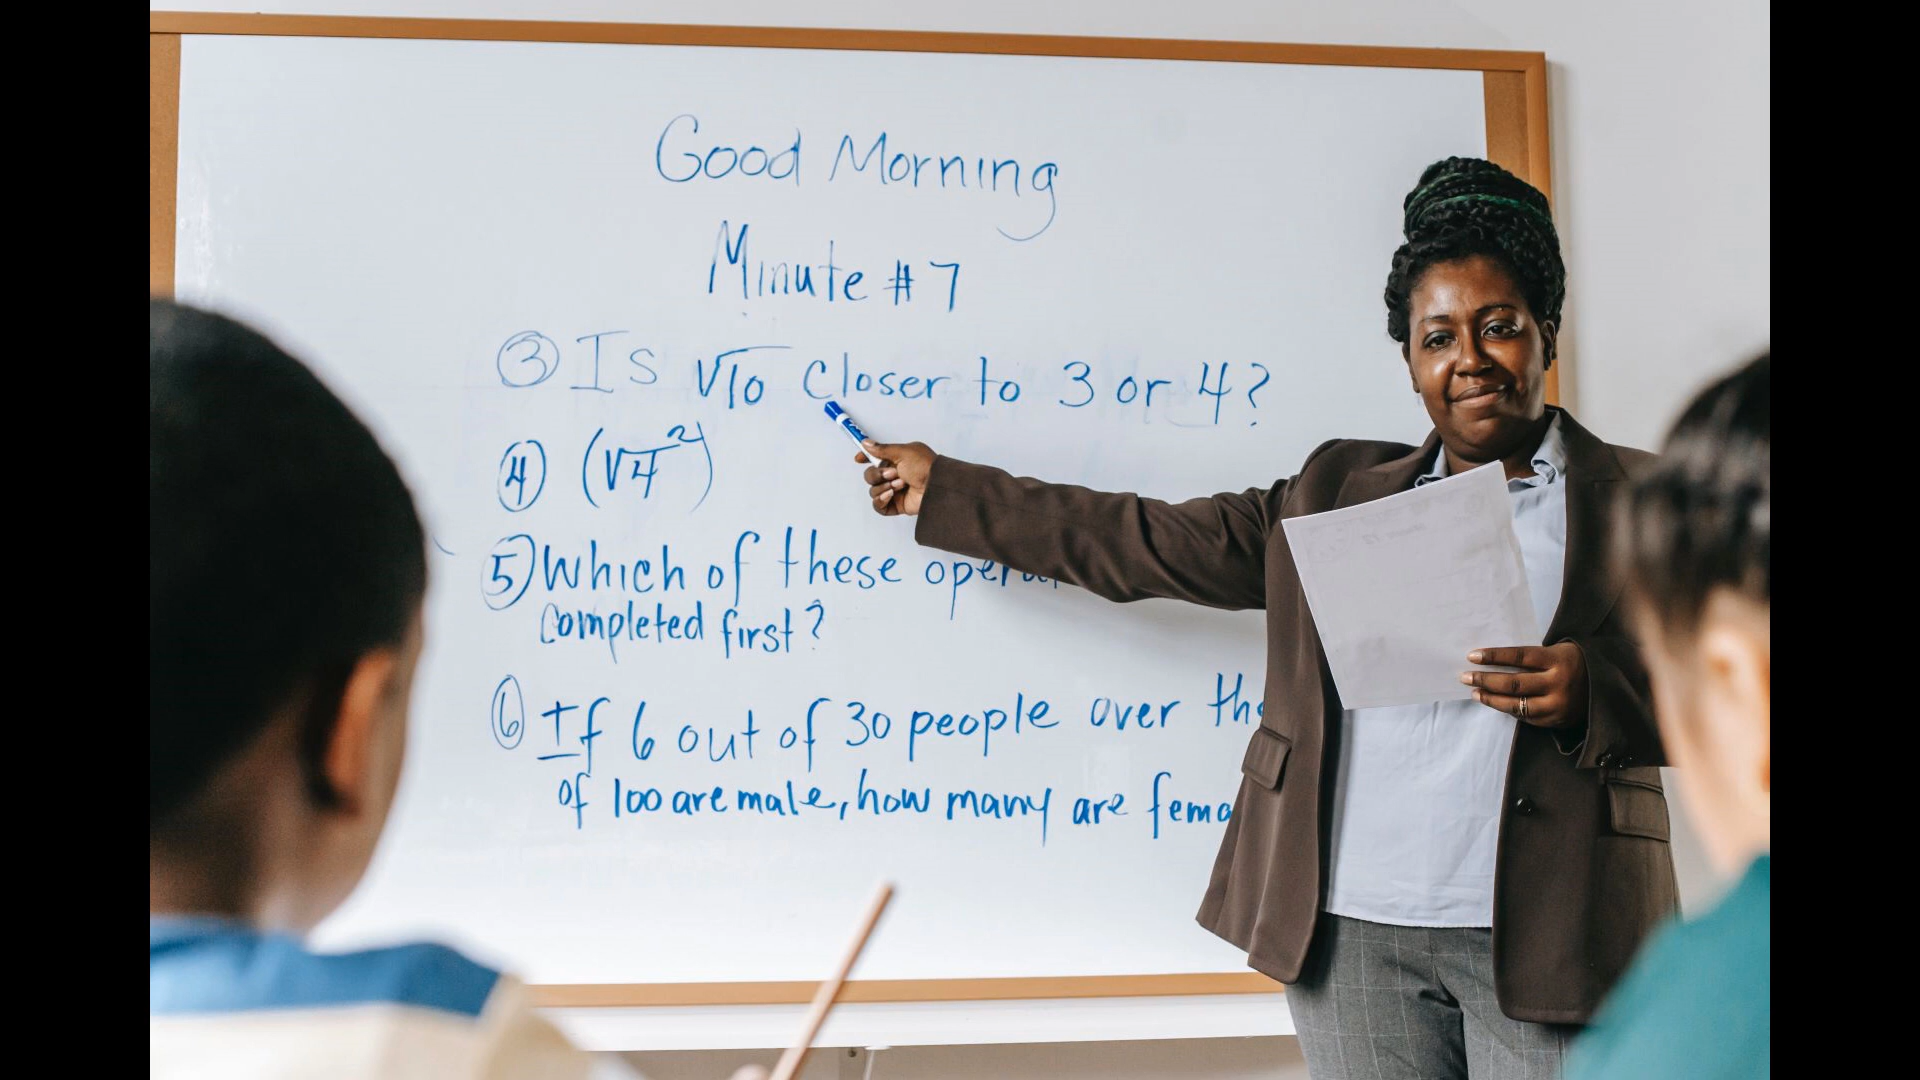 Good Morning
Minute #7
③ Is √10 closer to 3 or 4?
④ (√4²)
⑤ Which of these
completed first?
⑥ If 6 out of 30 people over
of 100 are male, how many are